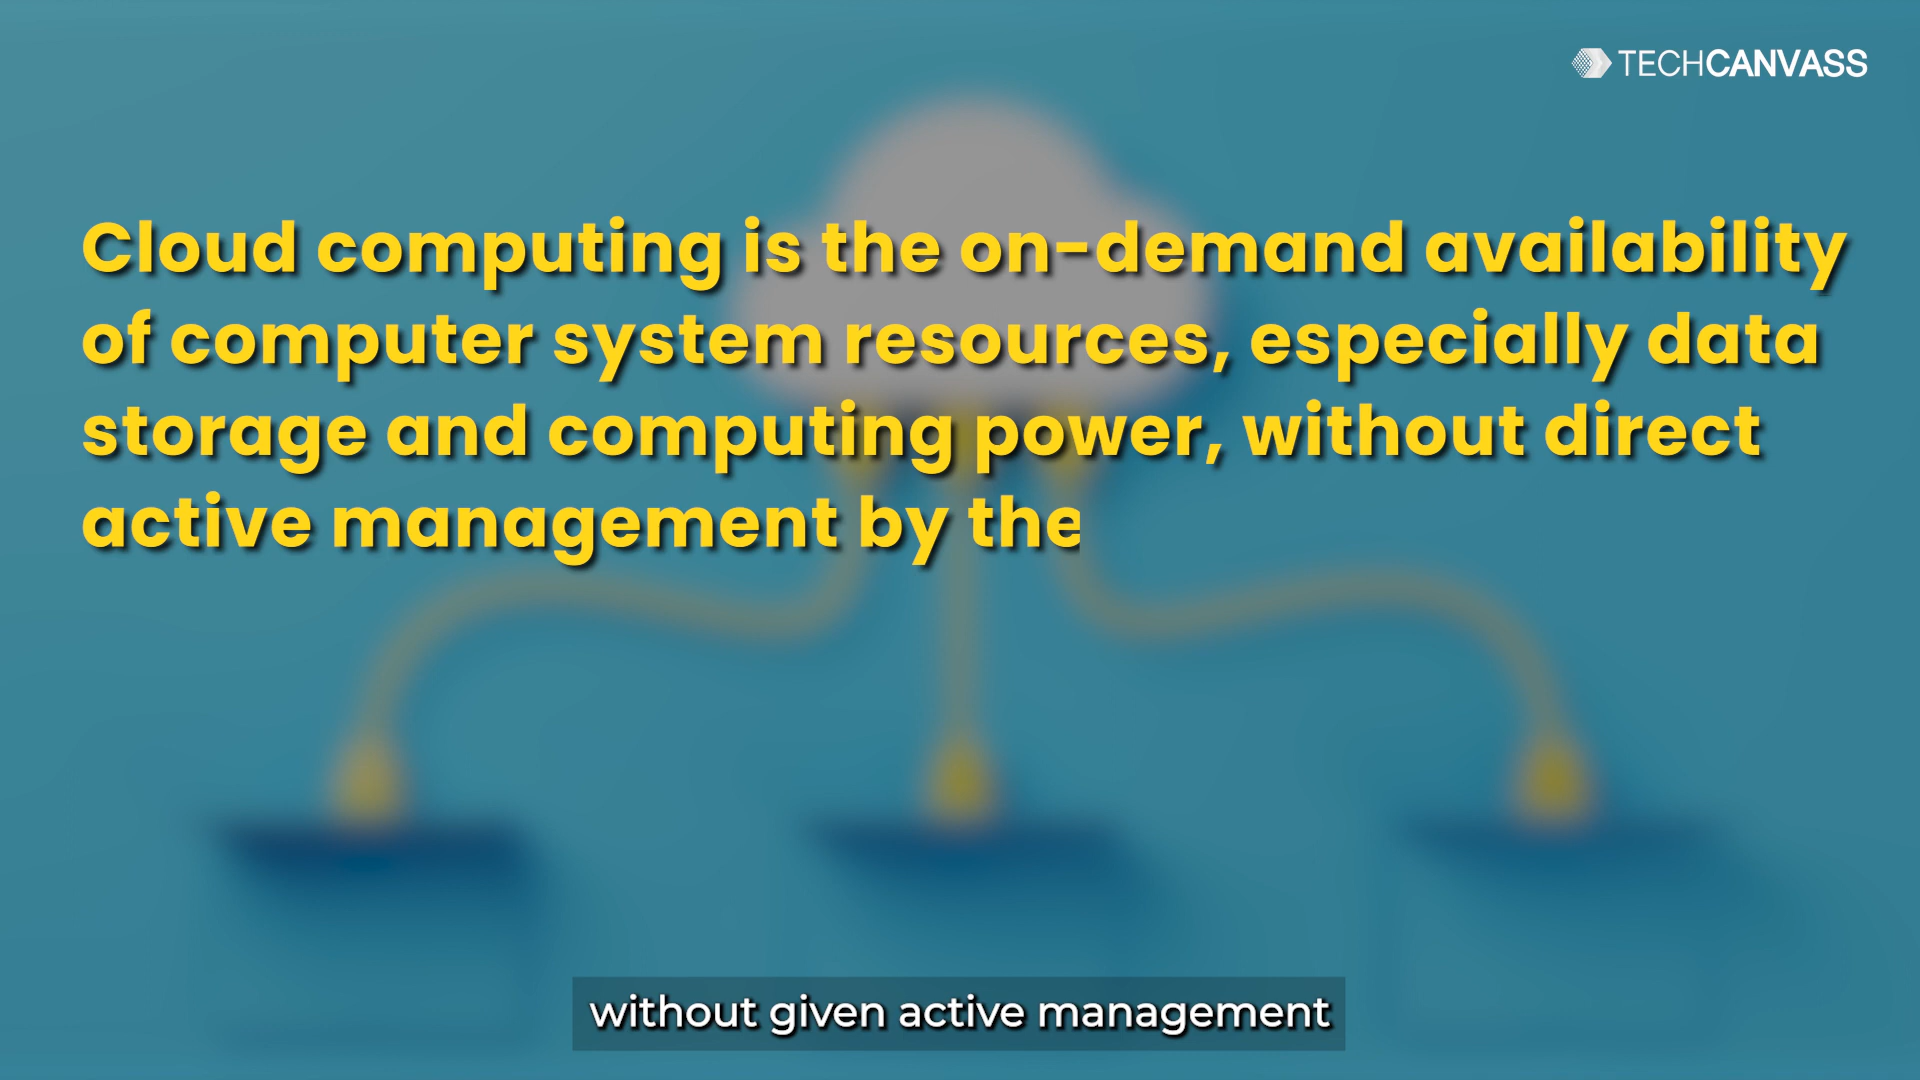 TECHCANVASS
Cloud computing is the on-demand availability
of computer system resources, especially data
storage and computing power, without direct
active management by the
without given active management